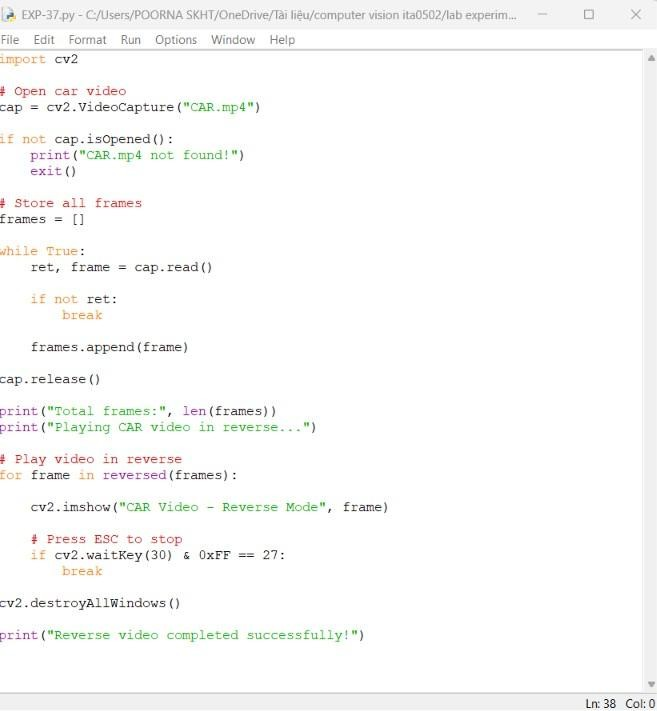 EXP-37.py - C:/Users/POORNA SKHT/OneDrive/Tài liệu/computer vision ita0502/lab experim...
File Edit Format Run Options Window Help
import cv2
# Open car video
cap = cv2.VideoCapture("CAR.mp4")
if not cap.isOpened():
    print("CAR.mp4 not found!")
    exit()
# Store all frames
frames = []
while True:
    ret, frame = cap.read()
    if not ret:
        break
    frames.append(frame)
cap.release()
print("Total frames:", len(frames))
print("Playing CAR video in reverse...")
# Play video in reverse
for frame in reversed(frames):
    cv2.imshow("CAR Video - Reverse Mode", frame)
    # Press ESC to stop
    if cv2.waitKey(30) & 0xFF == 27:
        break
cv2.destroyAllWindows()
print("Reverse video completed successfully!")
Ln: 38 Col: 0